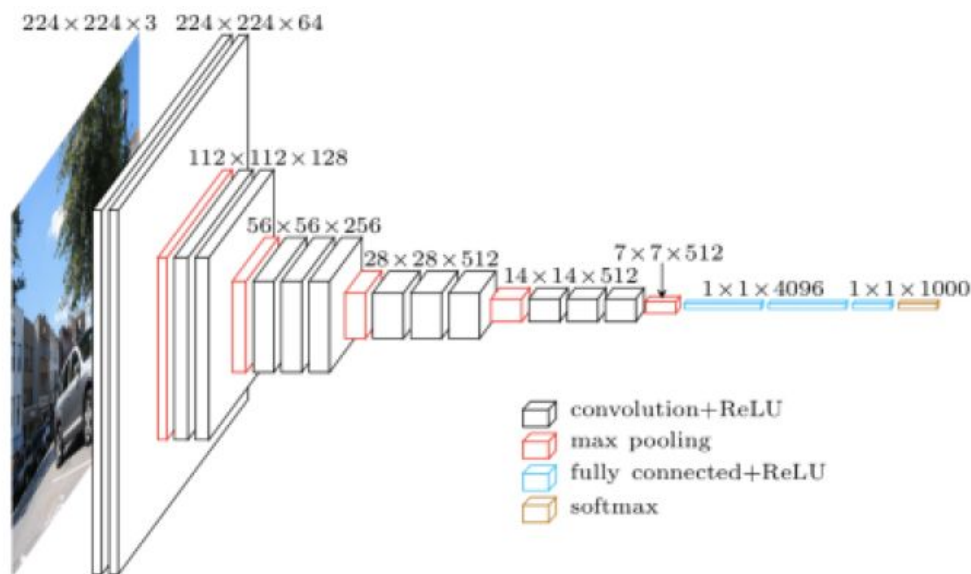 224×224×3
224×224×64
112×112×128
56×56×256
28×28×512
14×14×512
7×7×512
1×1×4096
1×1×1000
convolution+ReLU
max pooling
fully connected+ReLU
softmax